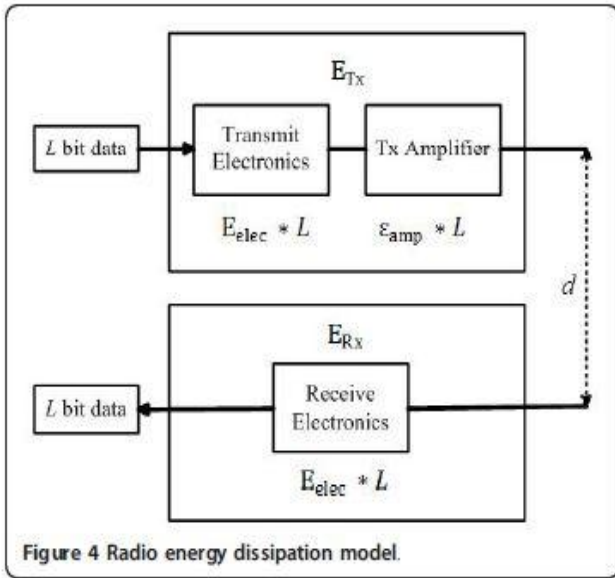 E_Tx
L bit data
Transmit
Electronics
Tx Amplifier
E_elec * L
ε_amp * L
d
E_Rx
L bit data
Receive
Electronics
E_elec * L
Figure 4 Radio energy dissipation model.